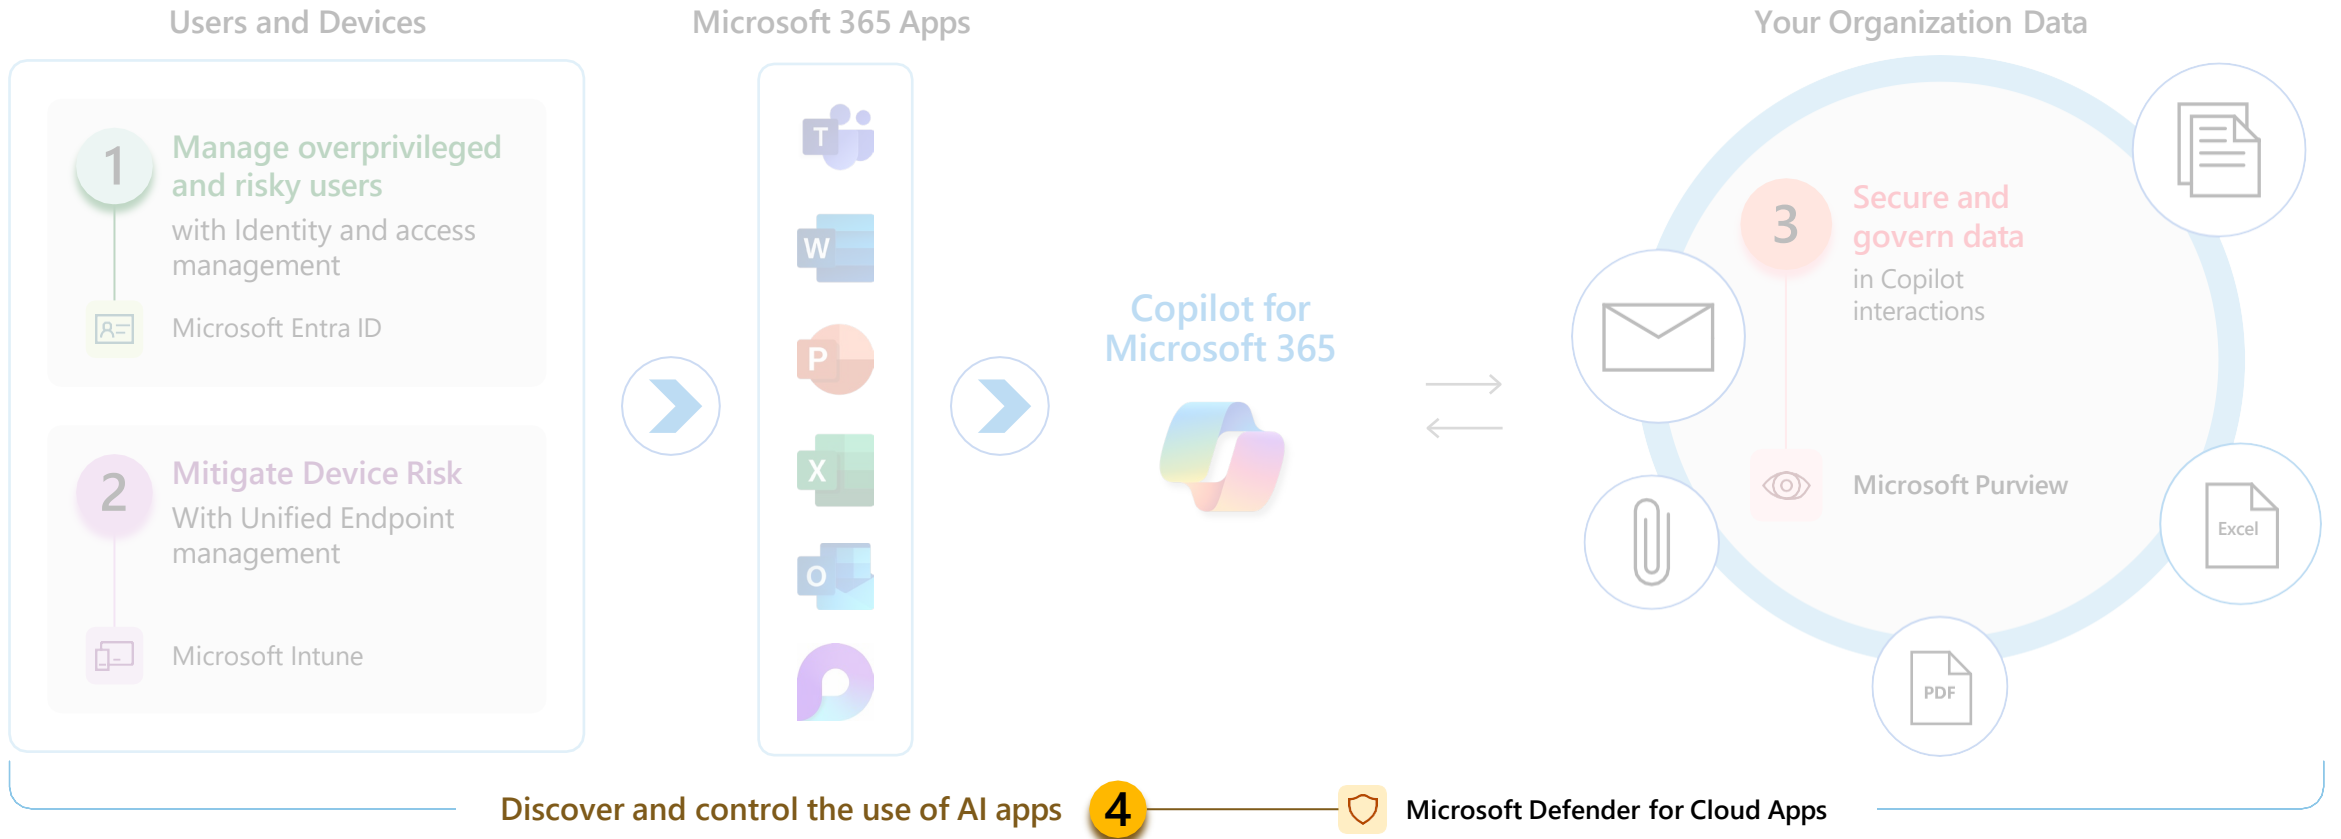 Users and Devices
Microsoft 365 Apps
Your Organization Data
1
Manage overprivileged
and risky users
with Identity and access
management
Microsoft Entra ID
2
Mitigate Device Risk
With Unified Endpoint
management
Microsoft Intune
T
W
P
X
O
Copilot for
Microsoft 365
3
Secure and
govern data
in Copilot
interactions
Microsoft Purview
Excel
PDF
Discover and control the use of AI apps
4
Microsoft Defender for Cloud Apps